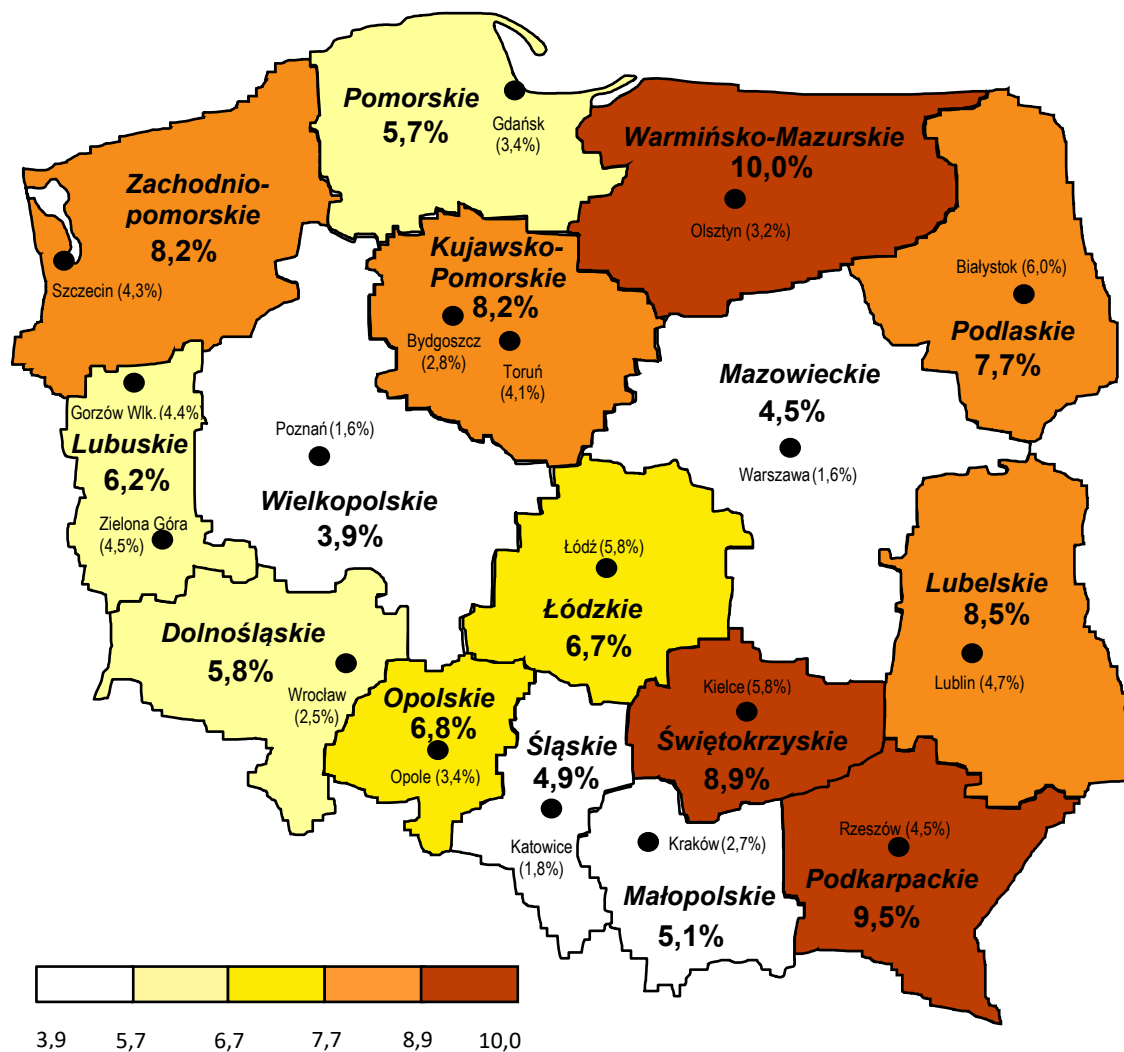 Pomorskie
5,7%
Gdańsk
(3,4%)
Warmińsko-Mazurskie
10,0%
Olsztyn (3,2%)
Zachodnio-
pomorskie
8,2%
Szczecin (4,3%)
Kujawsko-
Pomorskie
8,2%
Bydgoszcz
(2,8%)
Toruń
(4,1%)
Białystok (6,0%)
Podlaskie
7,7%
Mazowieckie
4,5%
Warszawa (1,6%)
Gorzów Wlk. (4,4%
Lubuskie
6,2%
Zielona Góra
(4,5%)
Poznań (1,6%)
Wielkopolskie
3,9%
Łódź (5,8%)
Łódzkie
6,7%
Lubelskie
8,5%
Lublin (4,7%)
Dolnośląskie
5,8%
Wrocław
(2,5%)
Opolskie
6,8%
Opole (3,4%)
Śląskie
4,9%
Katowice
(1,8%)
Kielce (5,8%)
Świętokrzyskie
8,9%
Kraków (2,7%)
Małopolskie
5,1%
Rzeszów (4,5%)
Podkarpackie
9,5%
3,9 5,7 6,7 7,7 8,9 10,0